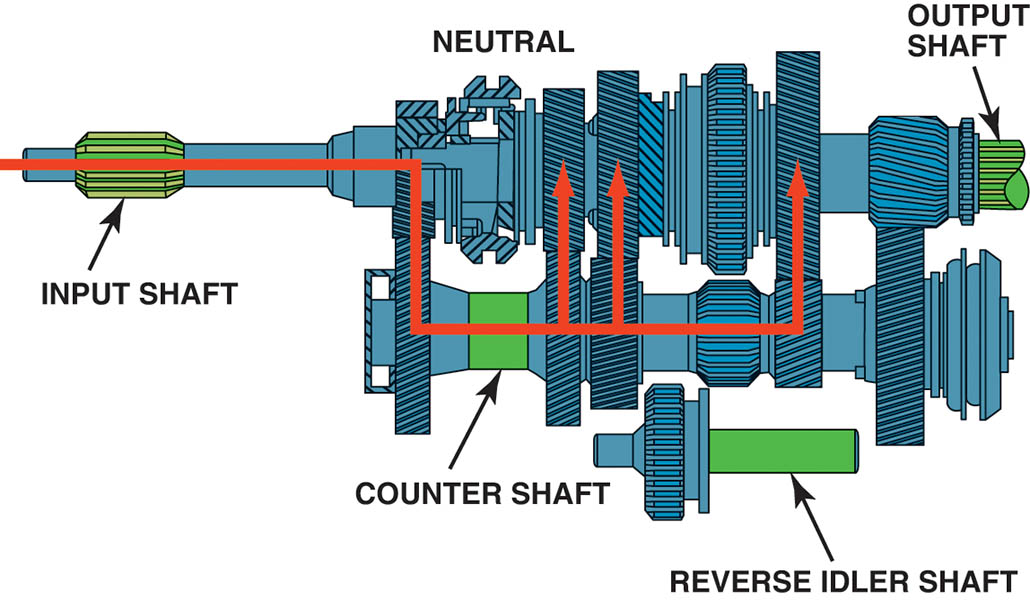 OUTPUT
SHAFT
NEUTRAL
INPUT SHAFT
COUNTER SHAFT
REVERSE IDLER SHAFT